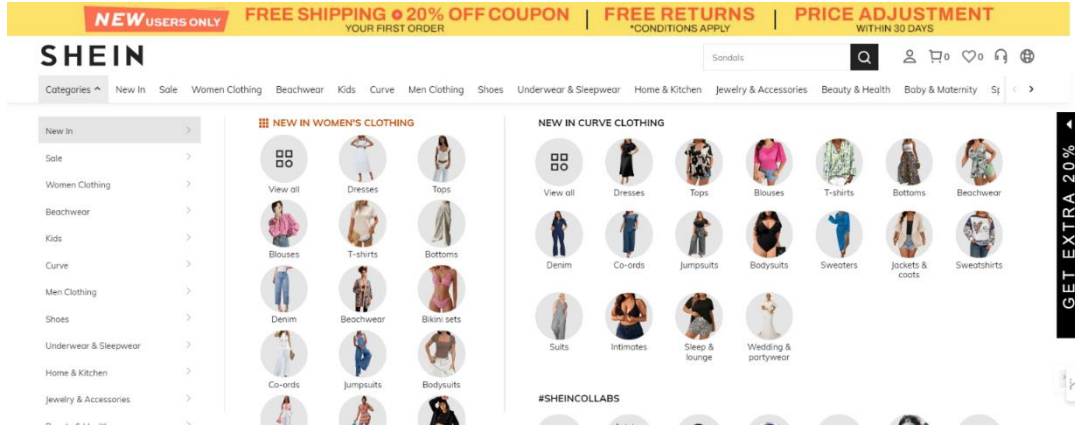 NEW USERS ONLY
FREE SHIPPING 20% OFF COUPON
YOUR FIRST ORDER
FREE RETURNS
*CONDITIONS APPLY
PRICE ADJUSTMENT
WITHIN 30 DAYS
SHEIN
Sandals
0
0
Categories New In Sale Women Clothing Beachwear Kids Curve Men Clothing Shoes Underwear & Sleepwear Home & Kitchen Jewelry & Accessories Beauty & Health Baby & Maternity
New In
Sale
Women Clothing
Beachwear
Kids
Curve
Men Clothing
Shoes
Underwear & Sleepwear
Home & Kitchen
Jewelry & Accessories
NEW IN WOMEN'S CLOTHING
View all Dresses Tops
Blouses T-shirts Bottoms
Denim Beachwear Bikini sets
Co-ords Jumpsuits Bodysuits
NEW IN CURVE CLOTHING
View all Dresses Tops Blouses T-shirts Bottoms Beachwear
Denim Co-ords Jumpsuits Bodysuits Sweaters Jackets & coats Sweatshirts
Suits Intimates Sleep & lounge Wedding & partywear
#SHEINCOLLABS
GET EXTRA 20%